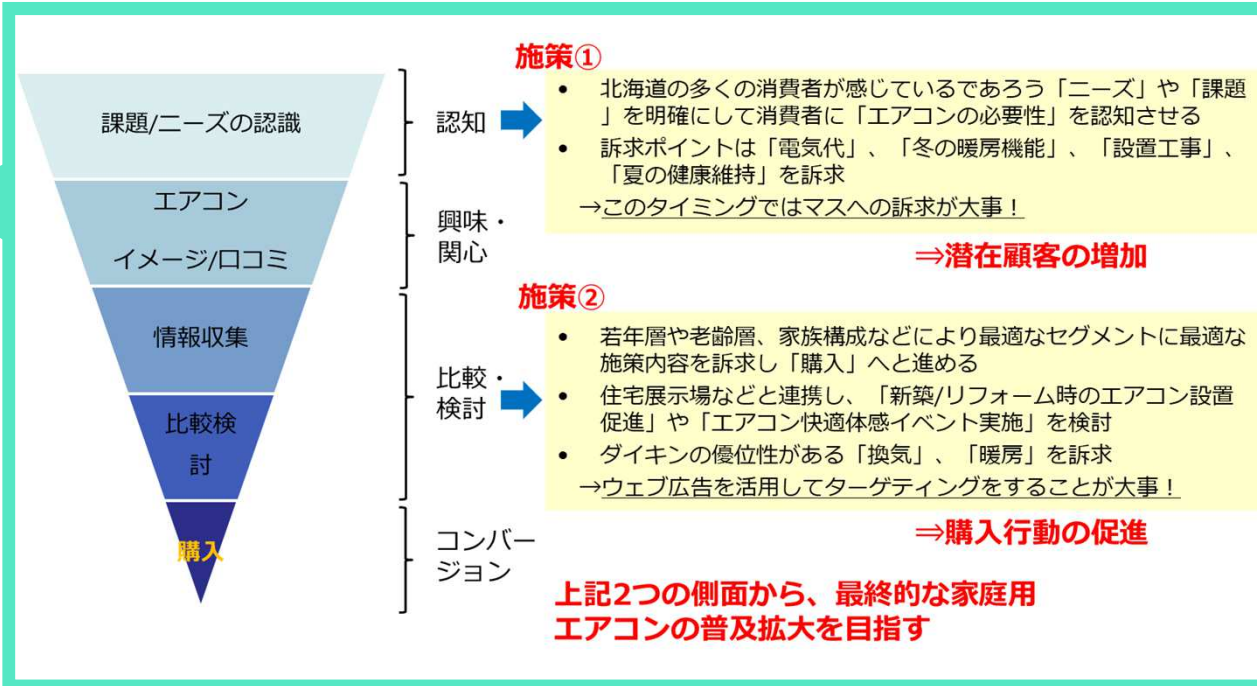 課題/ニーズの認識
エアコン
イメージ/口コミ
情報収集
比較検
討
購入
認知
興味・
関心
比較・
検討
コンバー
ジョン
施策①
• 北海道の多くの消費者が感じているであろう「ニーズ」や「課題
」を明確にして消費者に「エアコンの必要性」を認知させる
• 訴求ポイントは「電気代」、「冬の暖房機能」、「設置工事」、
「夏の健康維持」を訴求
→このタイミングではマスへの訴求が大事！
⇒潜在顧客の増加
施策②
• 若年層や老齢層、家族構成などにより最適なセグメントに最適な
施策内容を訴求し「購入」へと進める
• 住宅展示場などと連携し、「新築/リフォーム時のエアコン設置
促進」や「エアコン快適体感イベント実施」を検討
• ダイキンの優位性がある「換気」、「暖房」を訴求
→ウェブ広告を活用してターゲティングをすることが大事！
⇒購入行動の促進
上記2つの側面から、最終的な家庭用
エアコンの普及拡大を目指す